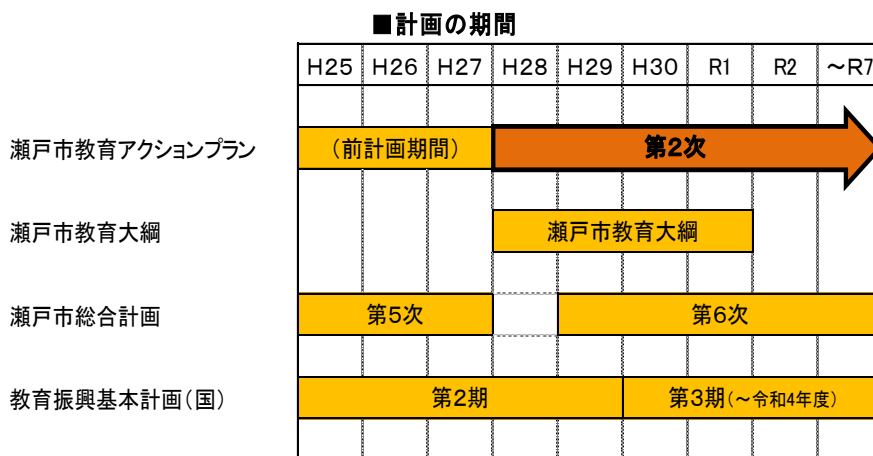 ■計画の期間
H25 H26 H27 H28 H29 H30 R1 R2 ～R7
瀬戸市教育アクションプラン (前計画期間) 第2次
瀬戸市教育大綱 瀬戸市教育大綱
瀬戸市総合計画 第5次 第6次
教育振興基本計画(国) 第2期 第3期(～令和4年度)